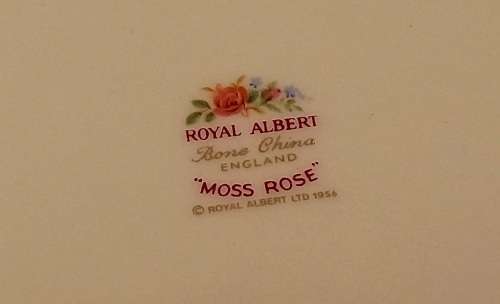 ROYAL ALBERT
Bone China
ENGLAND
"MOSS ROSE"
© ROYAL ALBERT LTD 1956